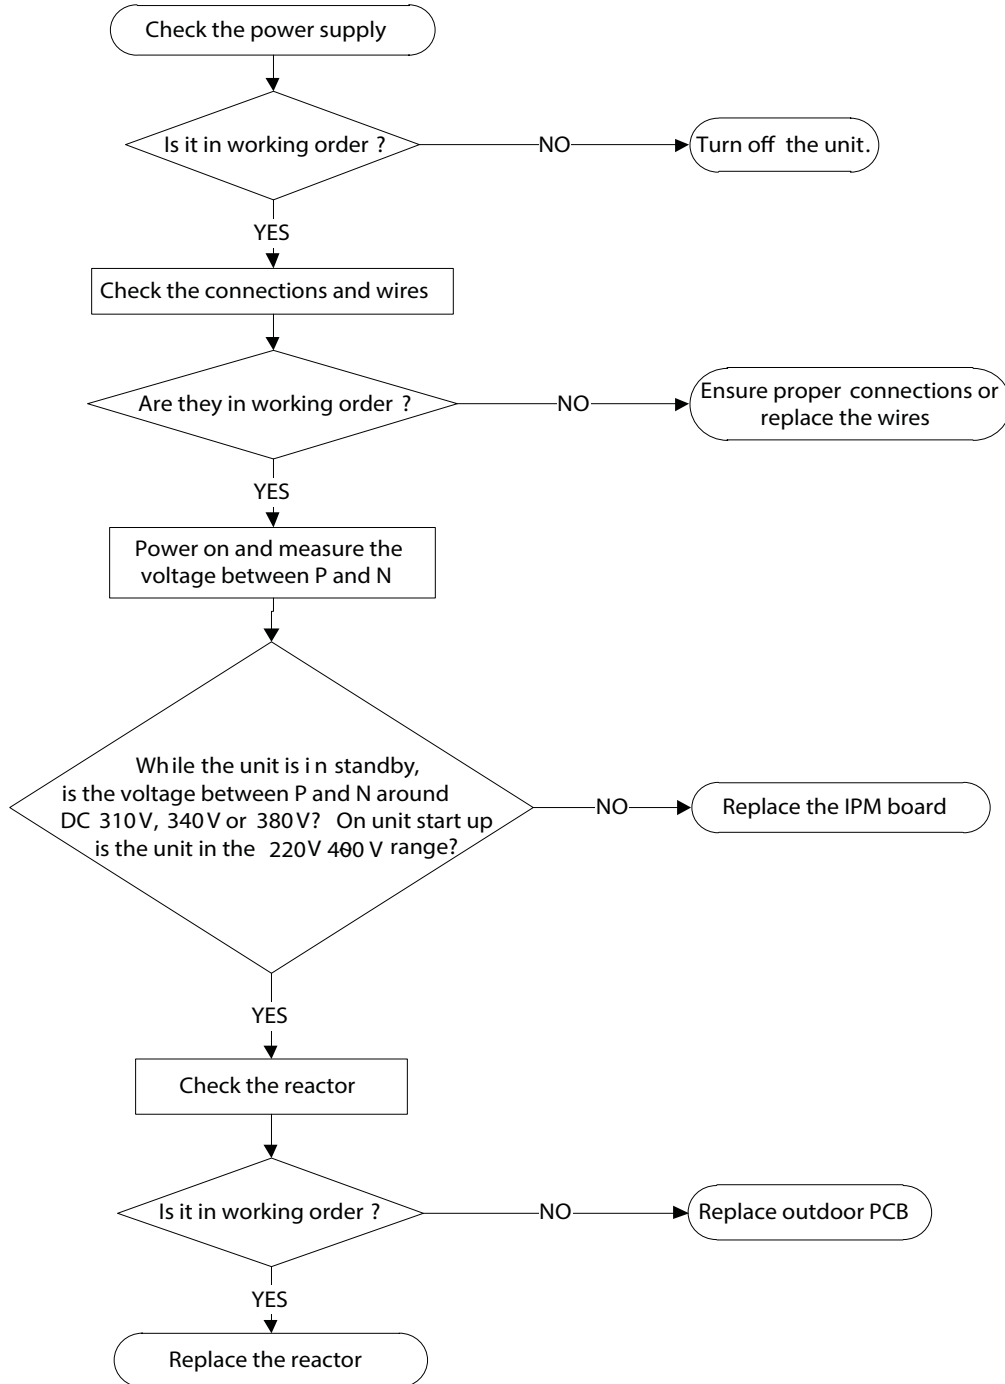 Check the power supply
Is it in working order ?
NO
Turn off the unit.
YES
Check the connections and wires
Are they in working order ?
NO
Ensure proper connections or
replace the wires
YES
Power on and measure the
voltage between P and N
While the unit is in standby,
is the voltage between P and N around
DC 310V, 340V or 380V? On unit start up
is the unit in the 220V 400V range?
NO
Replace the IPM board
YES
Check the reactor
Is it in working order ?
NO
Replace outdoor PCB
YES
Replace the reactor